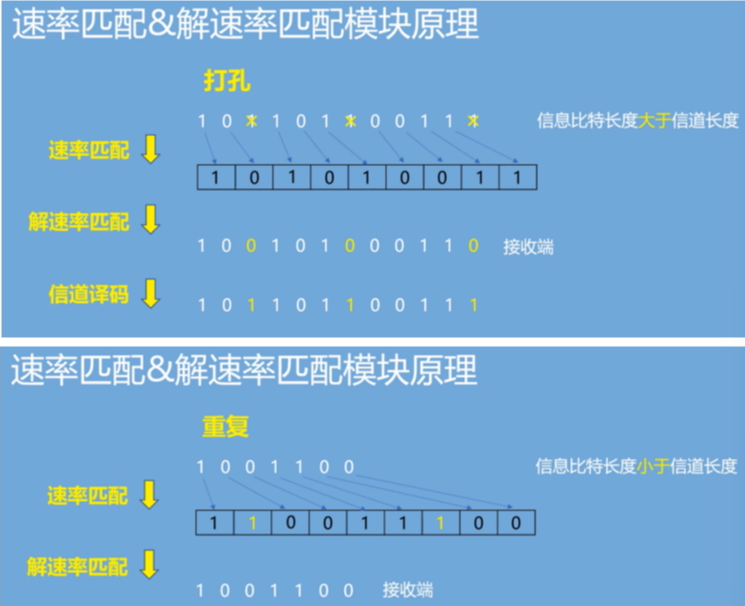 速率匹配&解速率匹配模块原理
打孔
1 0 1 1 0 1 1 0 0 1 1 1 信息比特长度大于信道长度
速率匹配
1 0 1 0 1 0 0 1 1
解速率匹配
1 0 0 1 0 1 0 0 0 1 1 0 接收端
信道译码
1 0 1 1 0 1 1 0 0 1 1 1
速率匹配&解速率匹配模块原理
重复
1 0 0 1 1 0 0 信息比特长度小于信道长度
速率匹配
1 1 0 0 1 1 1 0 0
解速率匹配
1 0 0 1 1 0 0 接收端